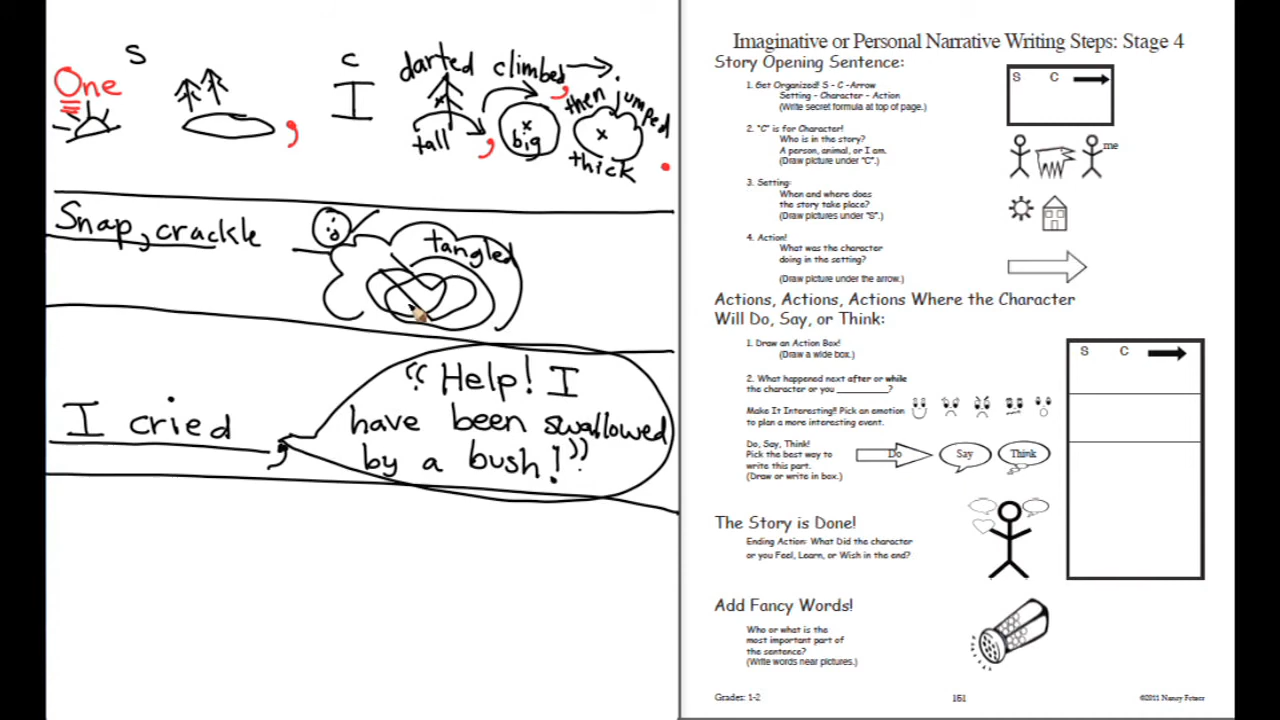 S
C
One
darted climbed,
then jumped
tall , big
,
thick .
Snap, crackle
tangled
"Help! I
have been swallowed
by a bush!"
I cried,
Imaginative or Personal Narrative Writing Steps: Stage 4
Story Opening Sentence:
1. Get Organized! S - C -Arrow
Setting - Character - Action
(Write secret formula at top of page.)
S C
2. "C" is for Character!
Who is in the story?
A person, animal, or I am.
(Draw picture under "C".)
me
3. Setting:
When and where does
the story take place?
(Draw pictures under "S".)
4. Action!
What was the character
doing in the setting?
(Draw picture under the arrow.)
Actions, Actions, Actions Where the Character
Will Do, Say, or Think:
1. Draw an Action Box!
(Draw a wide box.)
S C
2. What happened next after or while
the character or you __________?
Make It Interesting!! Pick an emotion
to plan a more interesting event.
Do, Say, Think!
Pick the best way to
write this part.
(Draw or write in box.)
Do Say Think
The Story is Done!
Ending Action: What Did the character
or you Feel, Learn, or Wish in the end?
Add Fancy Words!
Who or what is the
most important part of
the sentence?
(Write words near pictures.)
Grades: 1-2 161 ©2011 Nancy Fetzer